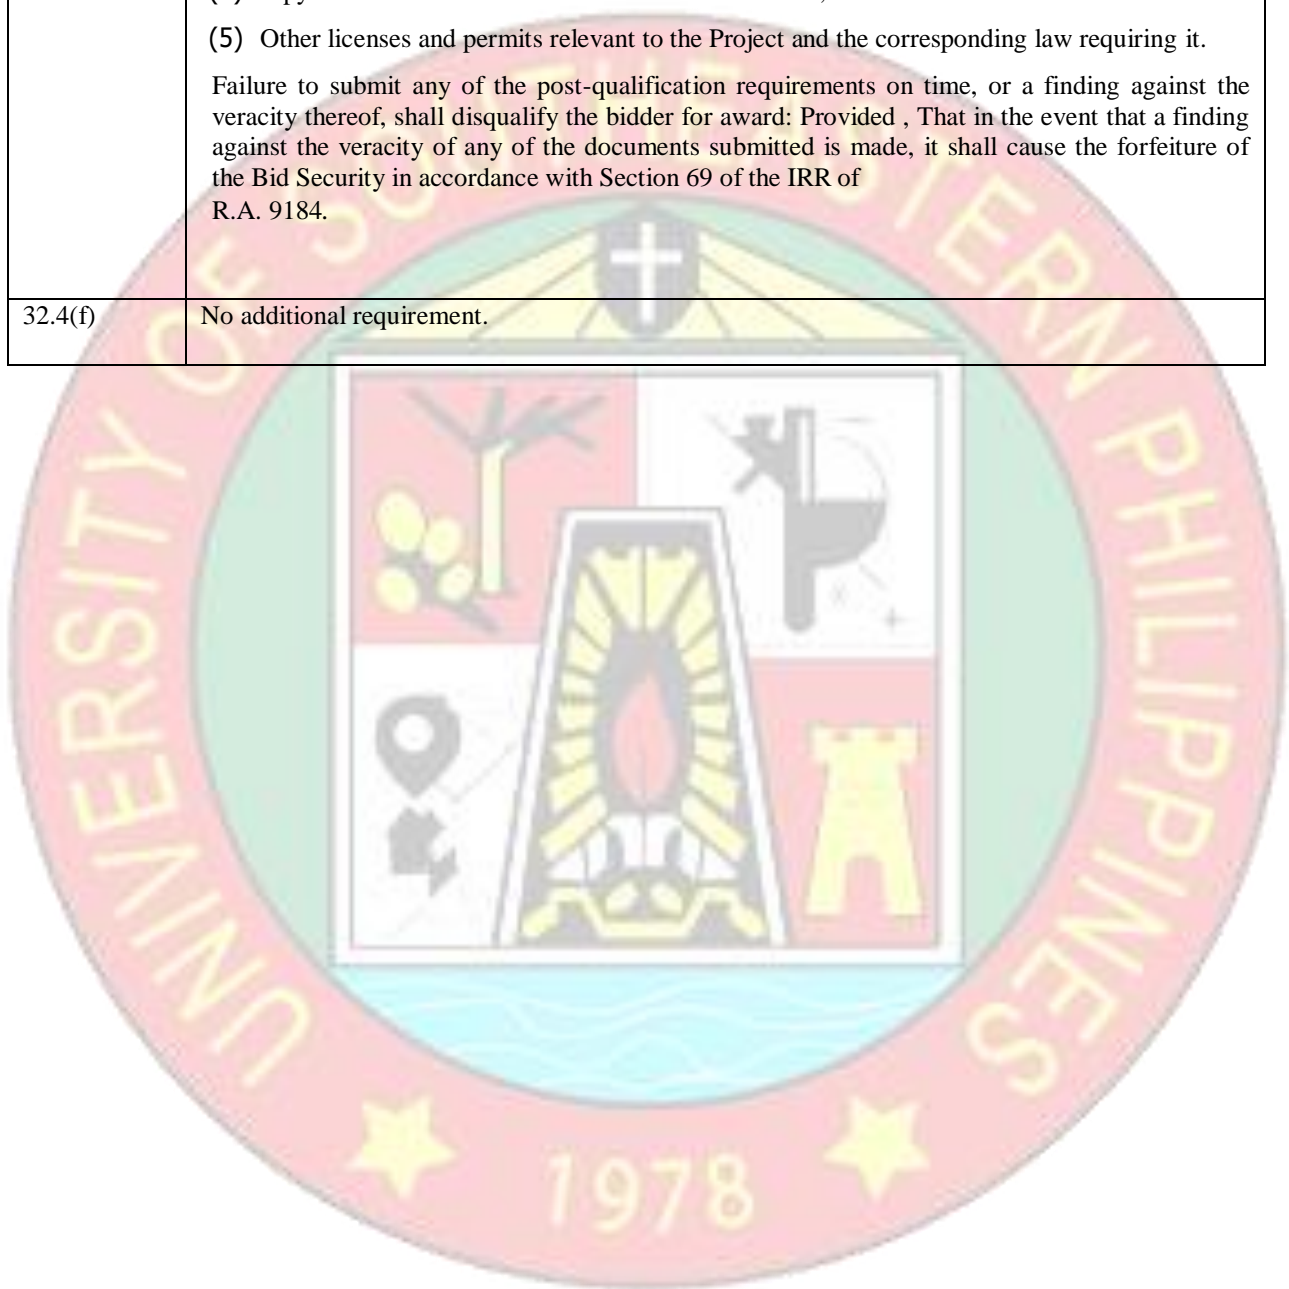 (5) Other licenses and permits relevant to the Project and the corresponding law requiring it.
Failure to submit any of the post-qualification requirements on time, or a finding against the
veracity thereof, shall disqualify the bidder for award: Provided , That in the event that a finding
against the veracity of any of the documents submitted is made, it shall cause the forfeiture of
the Bid Security in accordance with Section 69 of the IRR of
R.A. 9184.
32.4(f) No additional requirement.
UNIVERSITY OF SOUTHEASTERN PHILIPPINES
1978